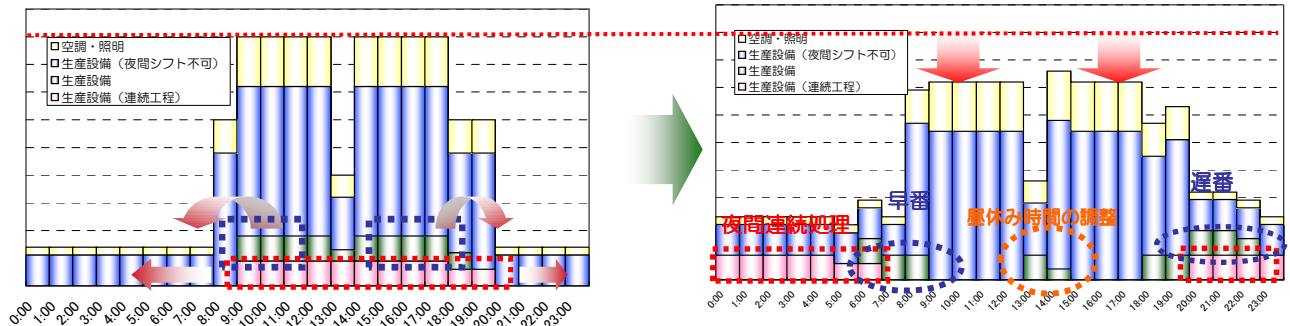 空調・照明
生産設備（夜間シフト不可）
生産設備
生産設備（連続工程）
0:00 1:00 2:00 3:00 4:00 5:00 6:00 7:00 8:00 9:00 10:00 11:00 12:00 13:00 14:00 15:00 16:00 17:00 18:00 19:00 20:00 21:00 22:00 23:00
空調・照明
生産設備（夜間シフト不可）
生産設備
生産設備（連続工程）
遅番
早番
夜間連続処理
昼休み時間の調整
0:00 1:00 2:00 3:00 4:00 5:00 6:00 7:00 8:00 9:00 10:00 11:00 12:00 13:00 14:00 15:00 16:00 17:00 18:00 19:00 20:00 21:00 22:00 23:00